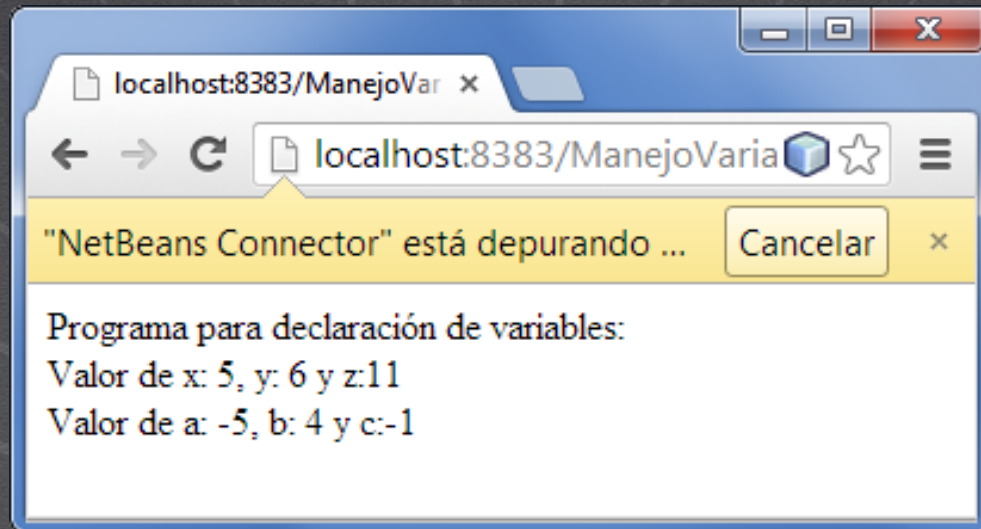 localhost:8383/ManejoVar
localhost:8383/ManejoVaria
"NetBeans Connector" está depurando ...
Cancelar
Programa para declaración de variables:
Valor de x: 5, y: 6 y z:11
Valor de a: -5, b: 4 y c:-1